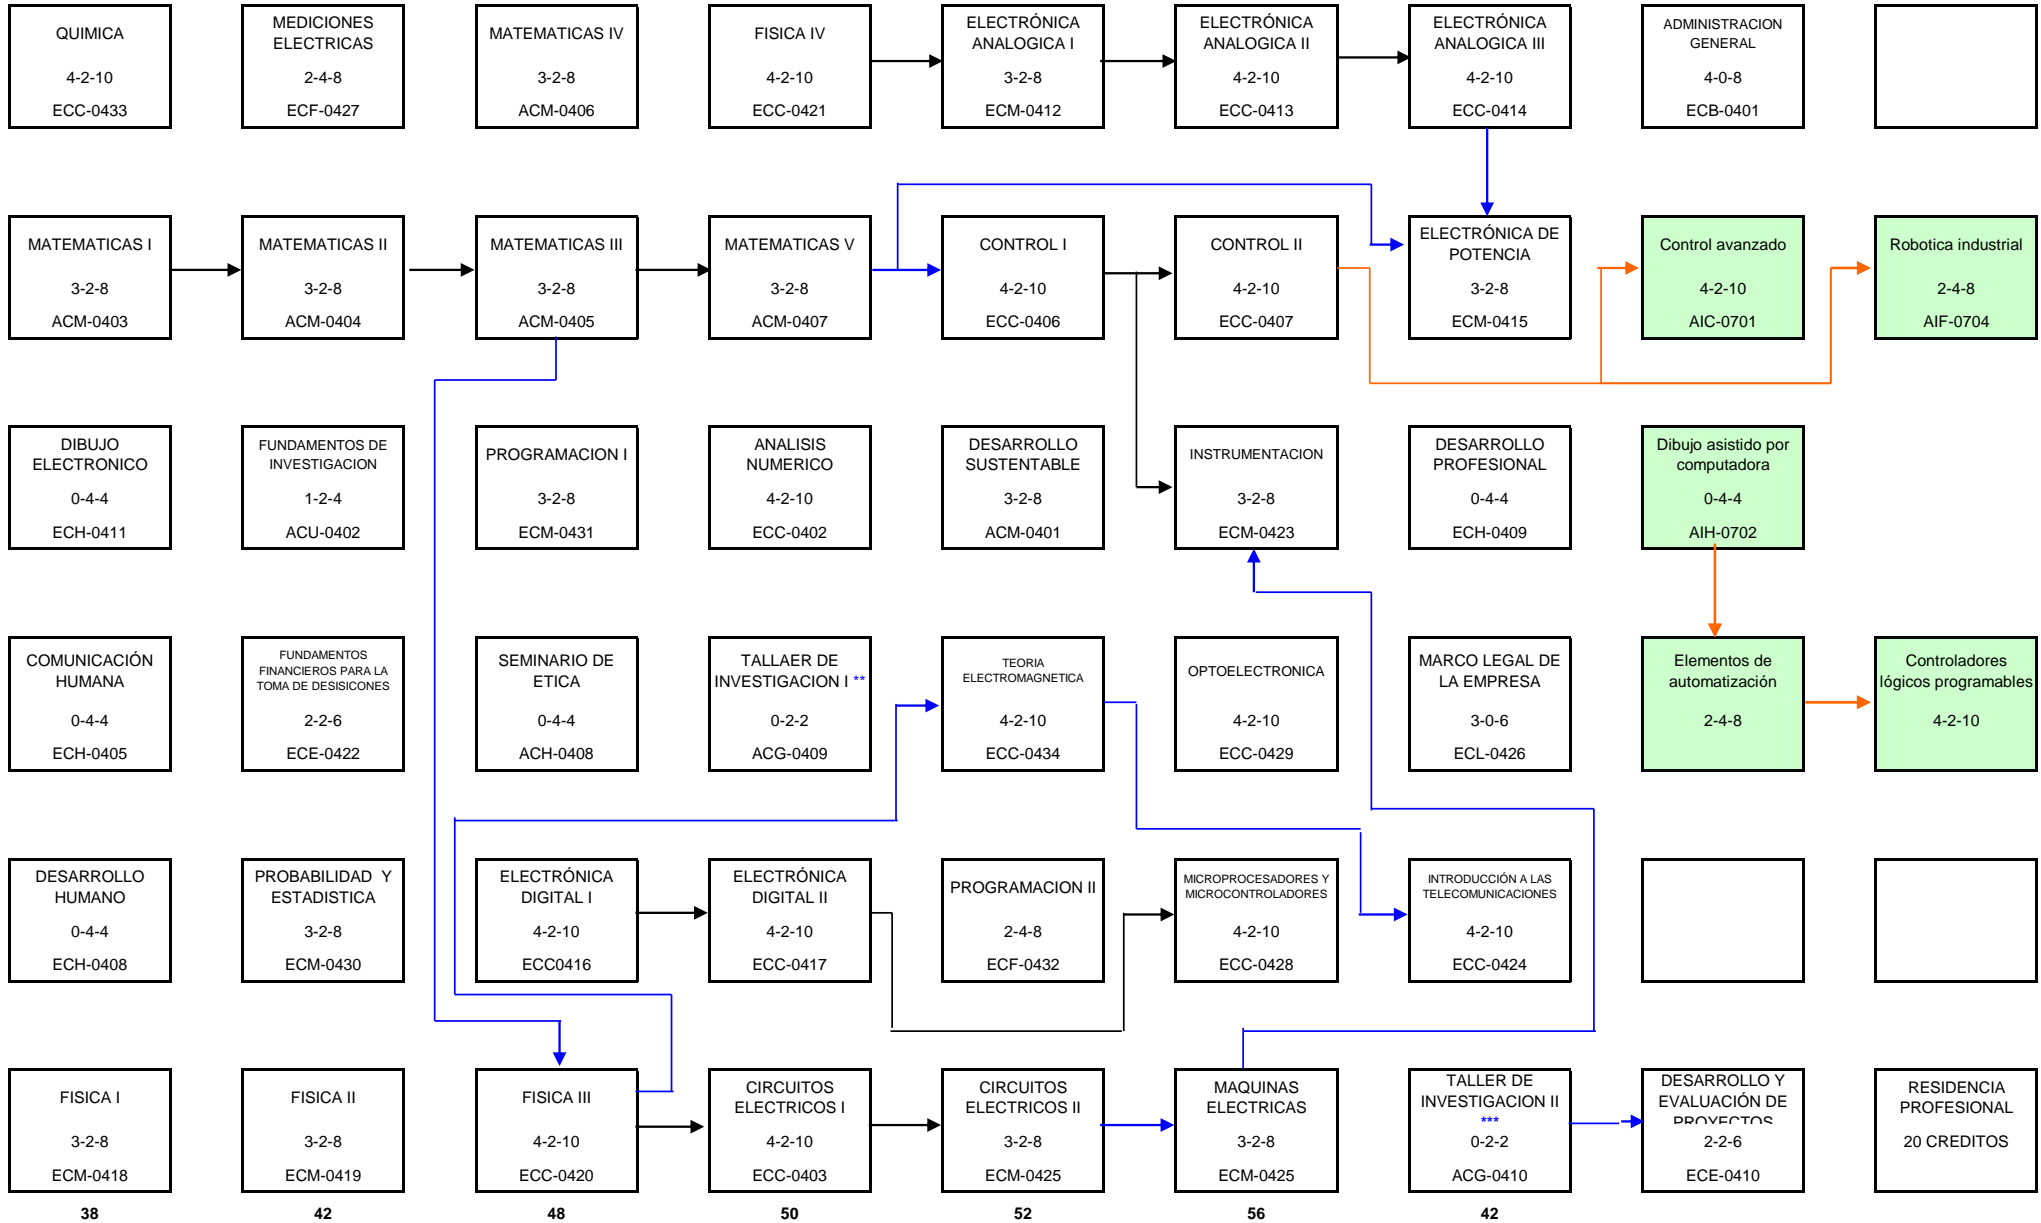 QUIMICA
4-2-10
ECC-0433
MEDICIONES
ELECTRICAS
2-4-8
ECF-0427
MATEMATICAS IV
3-2-8
ACM-0406
FISICA IV
4-2-10
ECC-0421
ELECTRÓNICA
ANALOGICA I
3-2-8
ECM-0412
ELECTRÓNICA
ANALOGICA II
4-2-10
ECC-0413
ELECTRÓNICA
ANALOGICA III
4-2-10
ECC-0414
ADMINISTRACION
GENERAL
4-0-8
ECB-0401
MATEMATICAS I
3-2-8
ACM-0403
MATEMATICAS II
3-2-8
ACM-0404
MATEMATICAS III
3-2-8
ACM-0405
MATEMATICAS V
3-2-8
ACM-0407
CONTROL I
4-2-10
ECC-0406
CONTROL II
4-2-10
ECC-0407
ELECTRÓNICA DE
POTENCIA
3-2-8
ECM-0415
Control avanzado
4-2-10
AIC-0701
Robotica industrial
2-4-8
AIF-0704
DIBUJO
ELECTRONICO
0-4-4
ECH-0411
FUNDAMENTOS DE
INVESTIGACION
1-2-4
ACU-0402
PROGRAMACION I
3-2-8
ECM-0431
ANALISIS
NUMERICO
4-2-10
ECC-0402
DESARROLLO
SUSTENTABLE
3-2-8
ACM-0401
INSTRUMENTACION
3-2-8
ECM-0423
DESARROLLO
PROFESIONAL
0-4-4
ECH-0409
Dibujo asistido por
computadora
0-4-4
AIH-0702
COMUNICACIÓN
HUMANA
0-4-4
ECH-0405
FUNDAMENTOS
FINANCIEROS PARA LA
TOMA DE DESISICONES
2-2-6
ECE-0422
SEMINARIO DE
ETICA
0-4-4
ACH-0408
TALLAER DE
INVESTIGACION I **
0-2-2
ACG-0409
TEORIA
ELECTROMAGNETICA
4-2-10
ECC-0434
OPTOELECTRONICA
4-2-10
ECC-0429
MARCO LEGAL DE
LA EMPRESA
3-0-6
ECL-0426
Elementos de
automatización
2-4-8
Controladores
lógicos programables
4-2-10
DESARROLLO
HUMANO
0-4-4
ECH-0408
PROBABILIDAD Y
ESTADISTICA
3-2-8
ECM-0430
ELECTRÓNICA
DIGITAL I
4-2-10
ECC0416
ELECTRÓNICA
DIGITAL II
4-2-10
ECC-0417
PROGRAMACION II
2-4-8
ECF-0432
MICROPROCESADORES Y
MICROCONTROLADORES
4-2-10
ECC-0428
INTRODUCCIÓN A LAS
TELECOMUNICACIONES
4-2-10
ECC-0424
FISICA I
3-2-8
ECM-0418
FISICA II
3-2-8
ECM-0419
FISICA III
4-2-10
ECC-0420
CIRCUITOS
ELECTRICOS I
4-2-10
ECC-0403
CIRCUITOS
ELECTRICOS II
3-2-8
ECM-0425
MAQUINAS
ELECTRICAS
3-2-8
ECM-0425
TALLER DE
INVESTIGACION II
***
0-2-2
ACG-0410
DESARROLLO Y
EVALUACIÓN DE
PROYECTOS
2-2-6
ECE-0410
RESIDENCIA
PROFESIONAL
20 CREDITOS
38
42
48
50
52
56
42